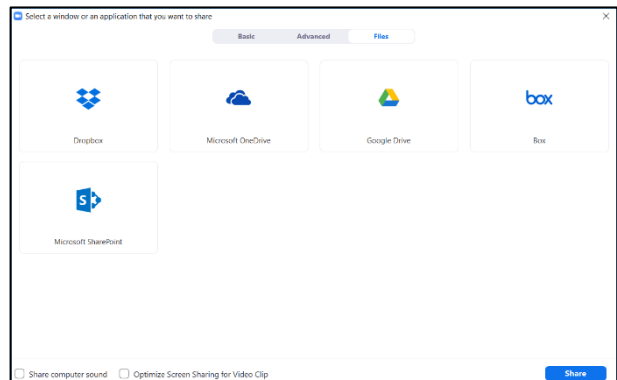 Select a window or an application that you want to share
Basic Advanced Files
Dropbox Microsoft OneDrive Google Drive box Box
S
Microsoft SharePoint
Share computer sound Optimize Screen Sharing for Video Clip Share